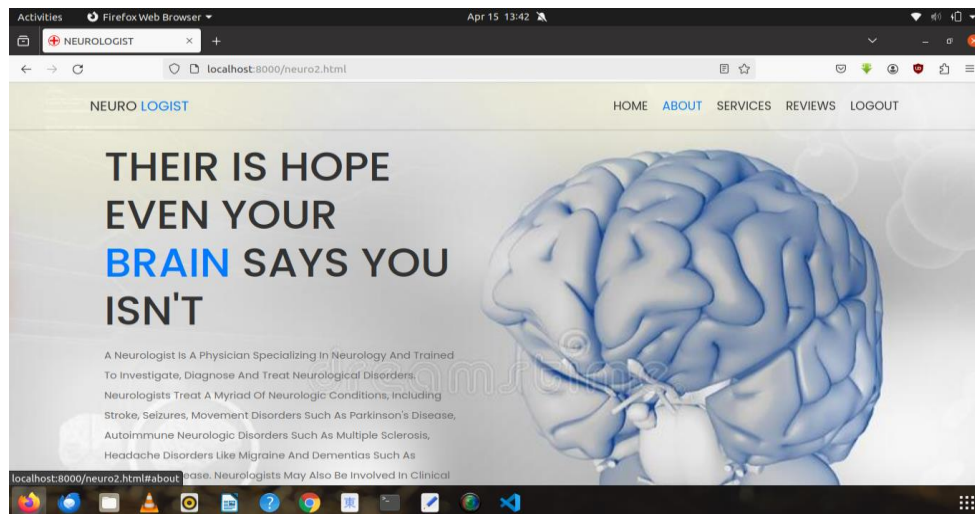 Activities Firefox Web Browser Apr 15 13:42
NEUROLOGIST
localhost:8000/neuro2.html
NEURO LOGIST HOME ABOUT SERVICES REVIEWS LOGOUT
THEIR IS HOPE
EVEN YOUR
BRAIN SAYS YOU
ISN'T
A Neurologist Is A Physician Specializing In Neurology And Trained
To Investigate, Diagnose And Treat Neurological Disorders.
Neurologists Treat A Myriad Of Neurologic Conditions, Including
Stroke, Seizures, Movement Disorders Such As Parkinson's Disease,
Autoimmune Neurologic Disorders Such As Multiple Sclerosis,
Headache Disorders Like Migraine And Dementias Such As
ease. Neurologists May Also Be Involved In Clinical
localhost:8000/neuro2.html#about
dreamstime